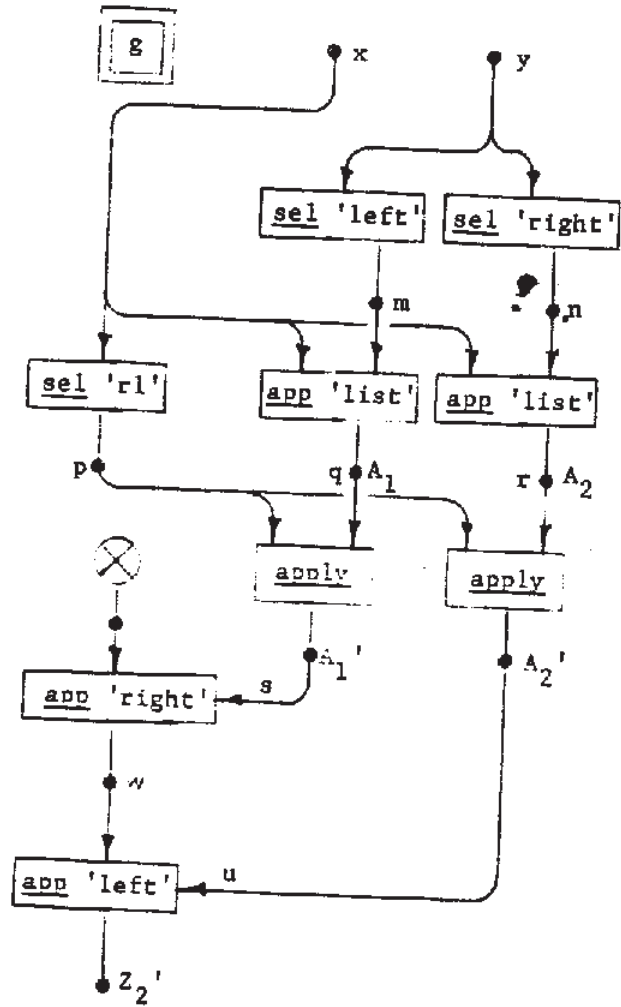 g
x
y
sel 'left'
sel 'right'
m
n
sel 'rl'
app 'list'
app 'list'
p
q A1
r A2
apply
apply
A1'
A2'
app 'right'
s
w
app 'left'
u
Z2'